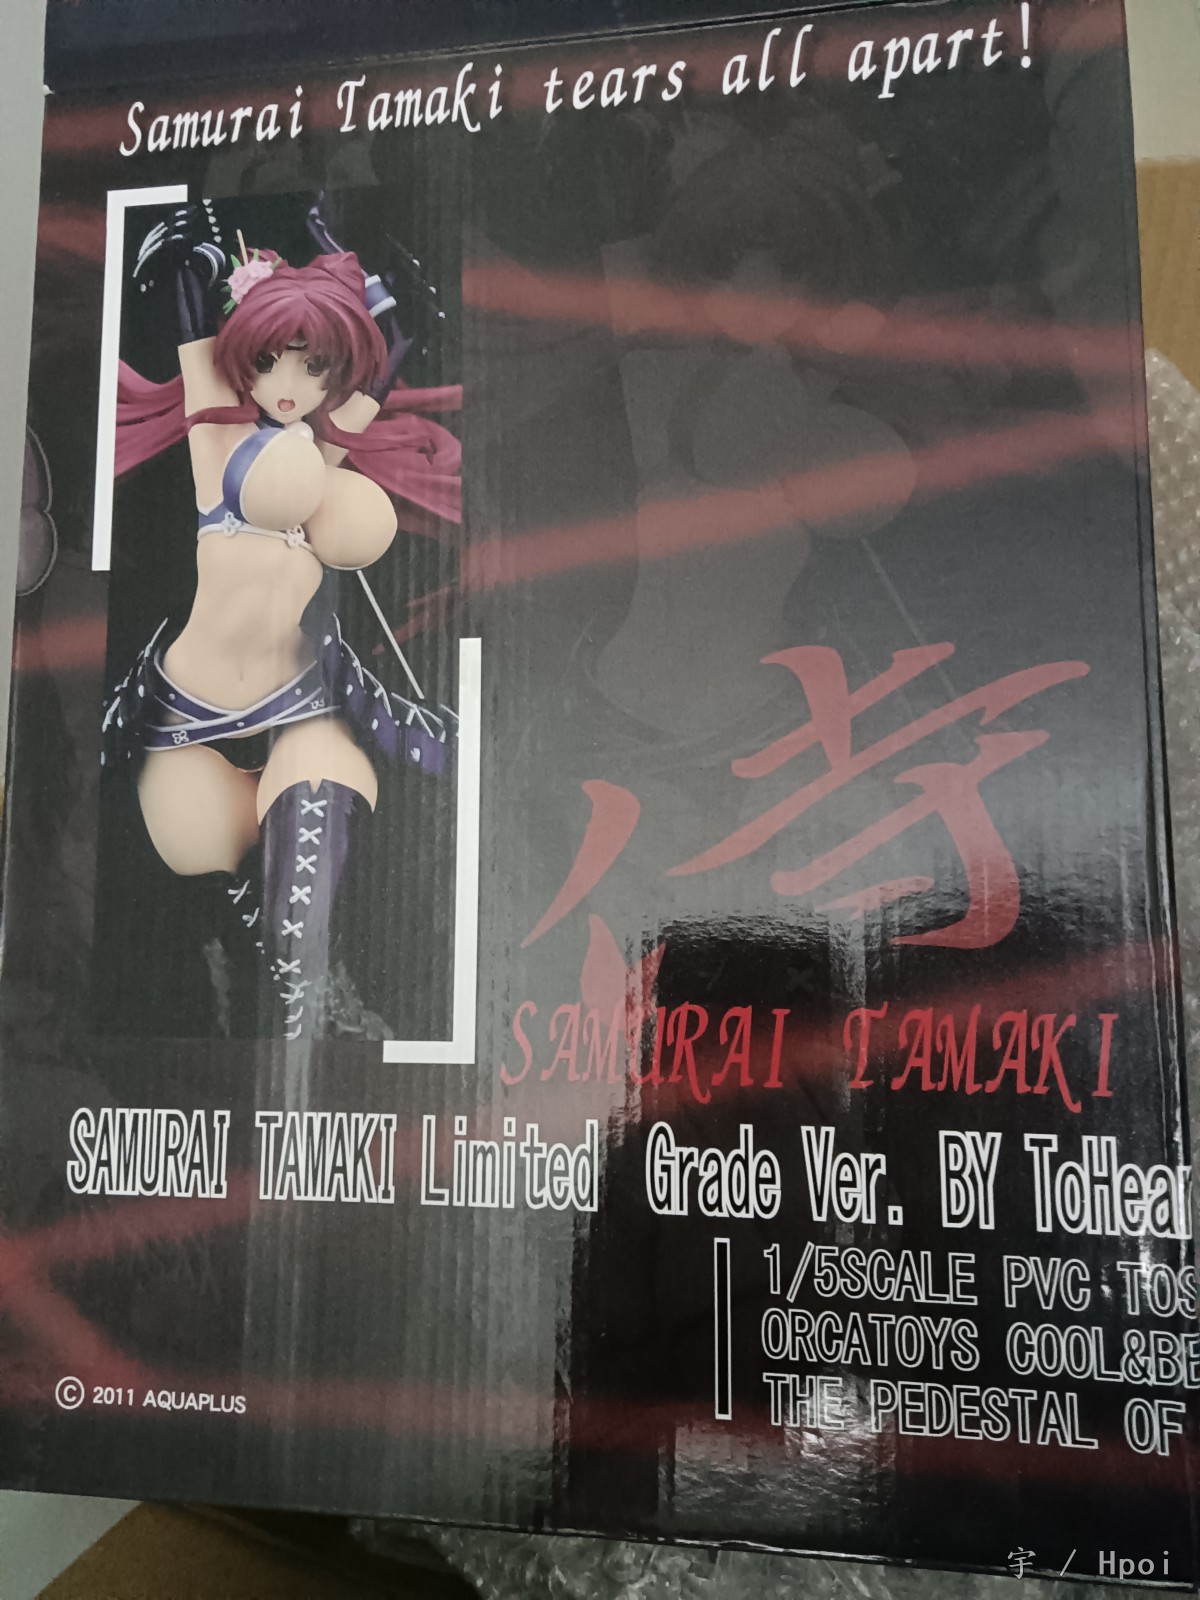 Samurai Tamaki tears all apart!
侍
SAMURAI TAMAKI
SAMURAI TAMAKI Limited Grade Ver. BY ToHear
1/5SCALE PVC TOS
ORCATOYS COOL&BE
THE PEDESTAL OF
© 2011 AQUAPLUS
宇 / Hpoi